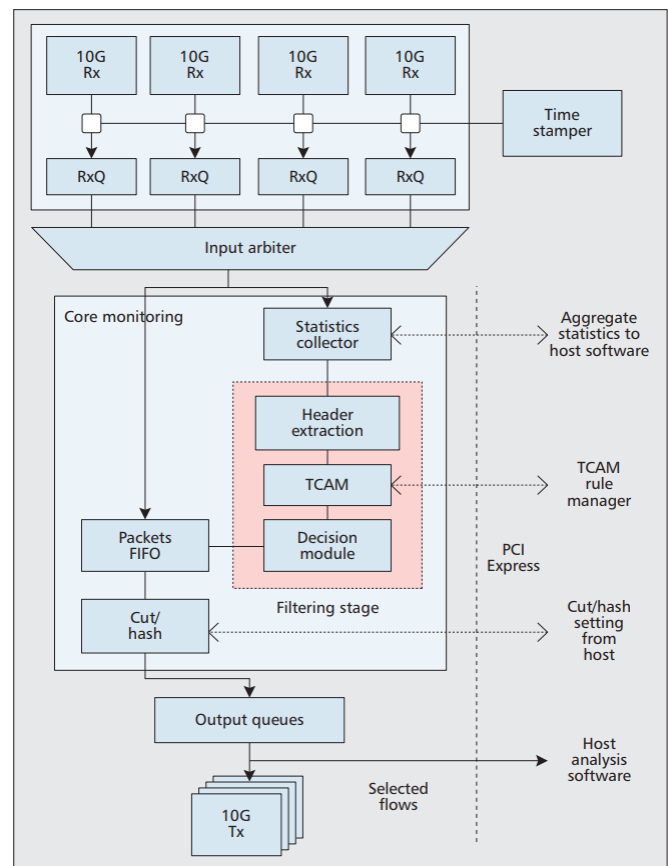 10G
Rx
10G
Rx
10G
Rx
10G
Rx
Time
stamper
RxQ
RxQ
RxQ
RxQ
Input arbiter
Core monitoring
Statistics
collector
Aggregate
statistics to
host software
Header
extraction
TCAM
TCAM
rule
manager
Packets
FIFO
Decision
module
PCI
Express
Filtering stage
Cut/
hash
Cut/hash
setting
from
host
Output queues
Host
analysis
software
Selected
flows
10G
Tx